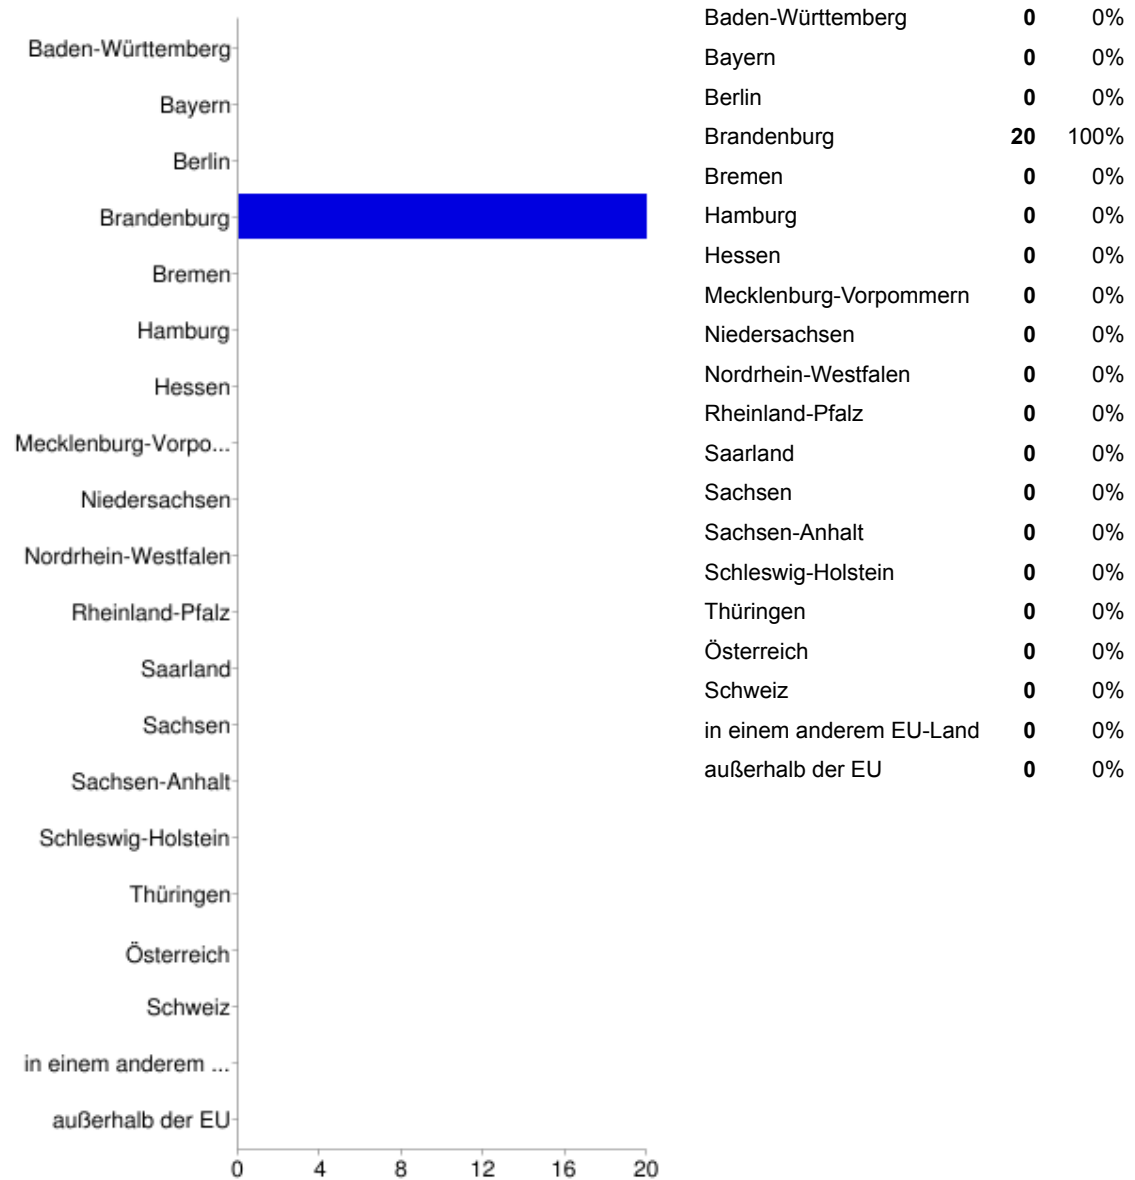 Baden-Württemberg
Bayern
Berlin
Brandenburg
Bremen
Hamburg
Hessen
Mecklenburg-Vorpo...
Niedersachsen
Nordrhein-Westfalen
Rheinland-Pfalz
Saarland
Sachsen
Sachsen-Anhalt
Schleswig-Holstein
Thüringen
Österreich
Schweiz
in einem anderem ...
außerhalb der EU
0 4 8 12 16 20
Baden-Württemberg 0 0%
Bayern 0 0%
Berlin 0 0%
Brandenburg 20 100%
Bremen 0 0%
Hamburg 0 0%
Hessen 0 0%
Mecklenburg-Vorpommern 0 0%
Niedersachsen 0 0%
Nordrhein-Westfalen 0 0%
Rheinland-Pfalz 0 0%
Saarland 0 0%
Sachsen 0 0%
Sachsen-Anhalt 0 0%
Schleswig-Holstein 0 0%
Thüringen 0 0%
Österreich 0 0%
Schweiz 0 0%
in einem anderem EU-Land 0 0%
außerhalb der EU 0 0%